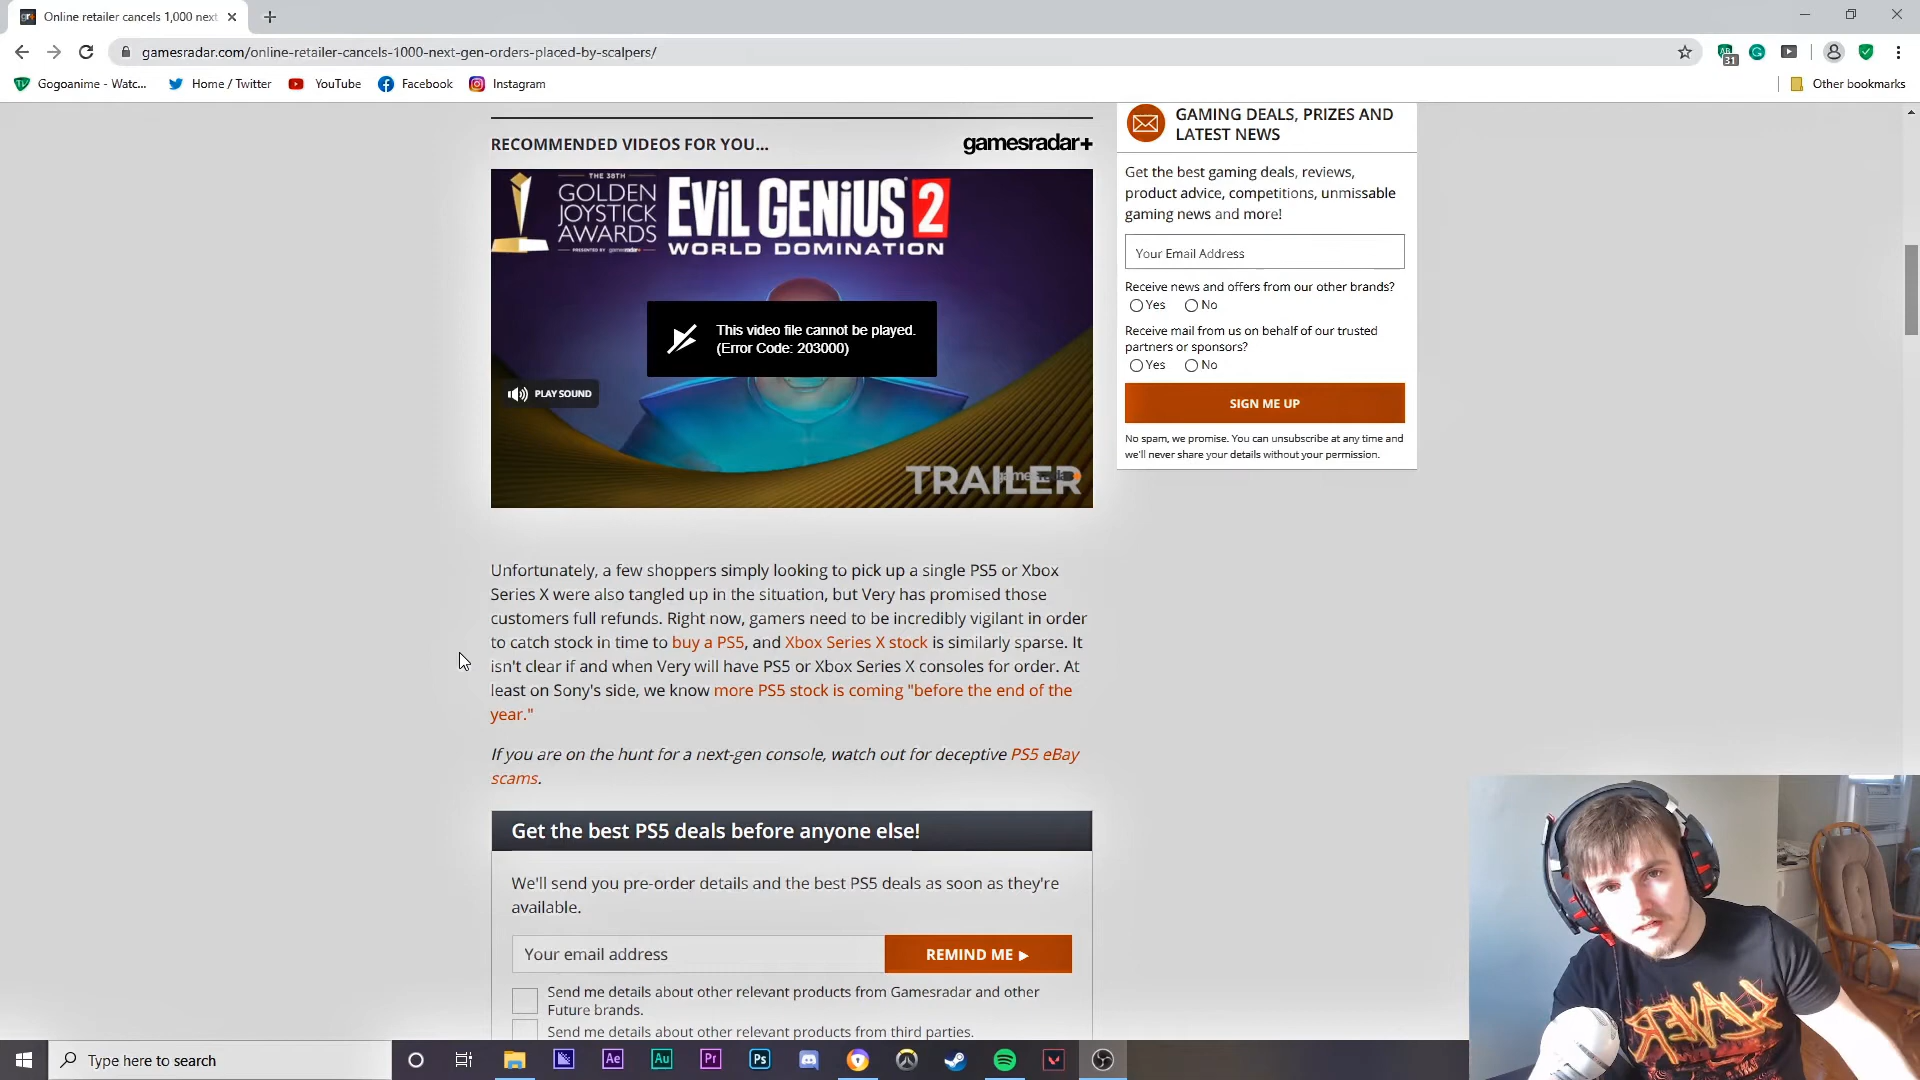 Online retailer cancels 1,000 next
gamesradar.com/online-retailer-cancels-1000-next-gen-orders-placed-by-scalpers/
31
Gogoanime - Watc...
Home / Twitter
YouTube
Facebook
Instagram
Other bookmarks
RECOMMENDED VIDEOS FOR YOU...
gamesradar+
THE 38TH
GOLDEN
JOYSTICK
AWARDS
PRESENTED BY gamesradar+
EVIL GENIUS 2
WORLD DOMINATION
This video file cannot be played.
(Error Code: 203000)
PLAY SOUND
TRAILER
GAMING DEALS, PRIZES AND
LATEST NEWS
Get the best gaming deals, reviews,
product advice, competitions, unmissable
gaming news and more!
Your Email Address
Receive news and offers from our other brands?
Yes No
Receive mail from us on behalf of our trusted
partners or sponsors?
Yes No
SIGN ME UP
No spam, we promise. You can unsubscribe at any time and
we'll never share your details without your permission.
Unfortunately, a few shoppers simply looking to pick up a single PS5 or Xbox
Series X were also tangled up in the situation, but Very has promised those
customers full refunds. Right now, gamers need to be incredibly vigilant in order
to catch stock in time to buy a PS5, and Xbox Series X stock is similarly sparse. It
isn't clear if and when Very will have PS5 or Xbox Series X consoles for order. At
least on Sony's side, we know more PS5 stock is coming "before the end of the
year."
If you are on the hunt for a next-gen console, watch out for deceptive PS5 eBay
scams.
Get the best PS5 deals before anyone else!
We'll send you pre-order details and the best PS5 deals as soon as they're
available.
Your email address
REMIND ME ▶
Send me details about other relevant products from Gamesradar and other
Future brands.
Send me details about other relevant products from third parties.
Type here to search
Ae
Au
Pr
Ps